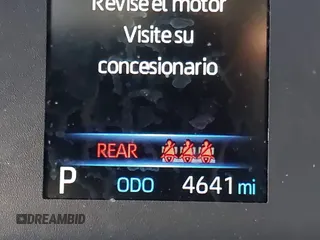 Revise el motor
Visite su
concesionario
REAR
P ODO 4641 mi
DREAMBID